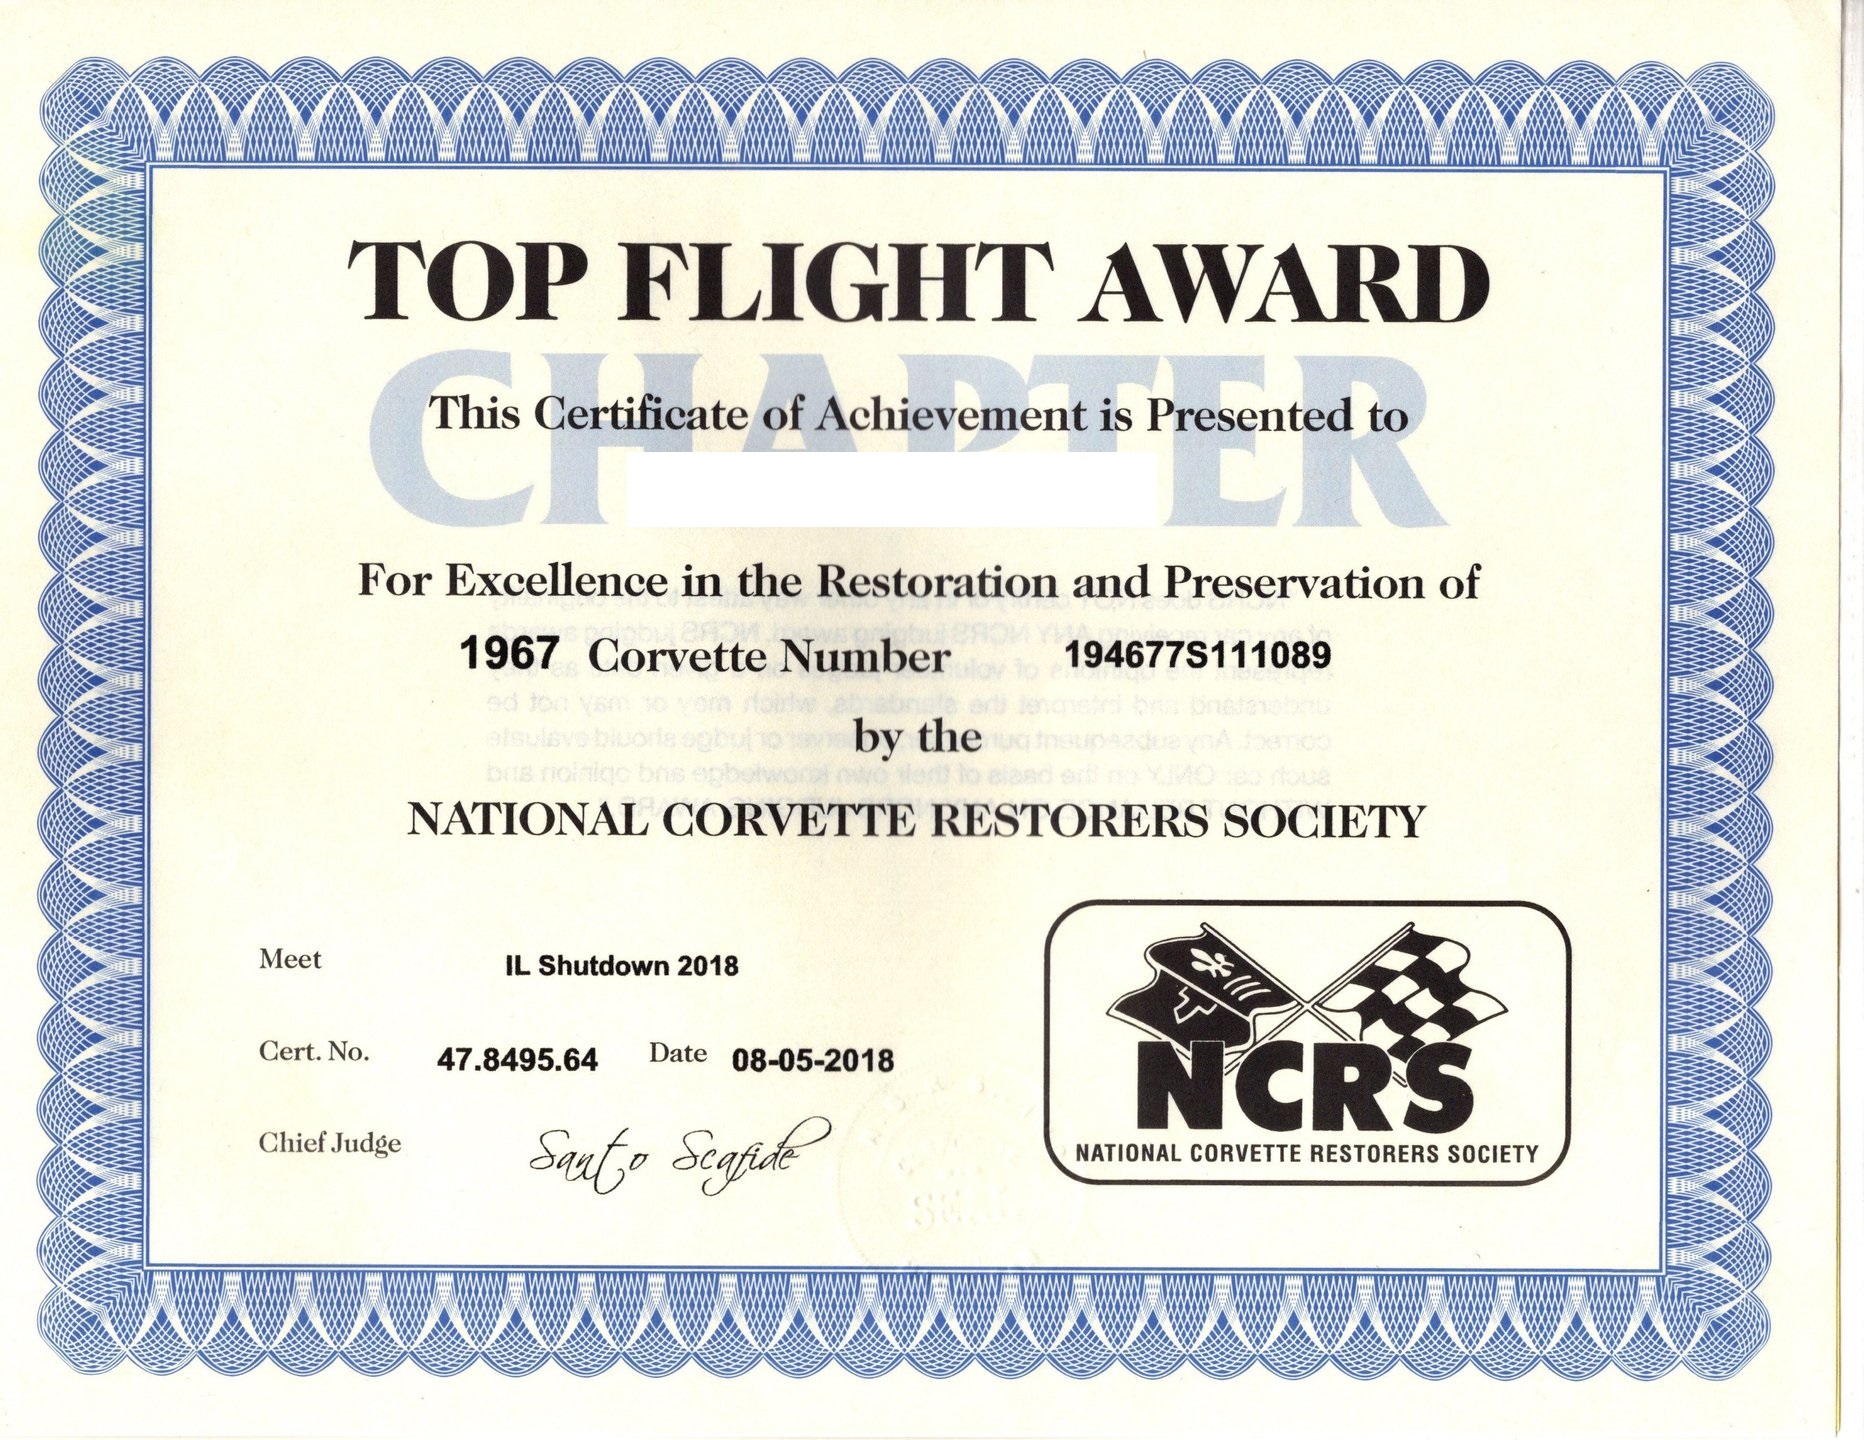 TOP FLIGHT AWARD
CHAPTER
This Certificate of Achievement is Presented to
For Excellence in the Restoration and Preservation of
1967 Corvette Number 194677S111089
by the
NATIONAL CORVETTE RESTORERS SOCIETY
Meet IL Shutdown 2018
Cert. No. 47.8495.64 Date 08-05-2018
Chief Judge Santo Scafide
NCRS
NATIONAL CORVETTE RESTORERS SOCIETY